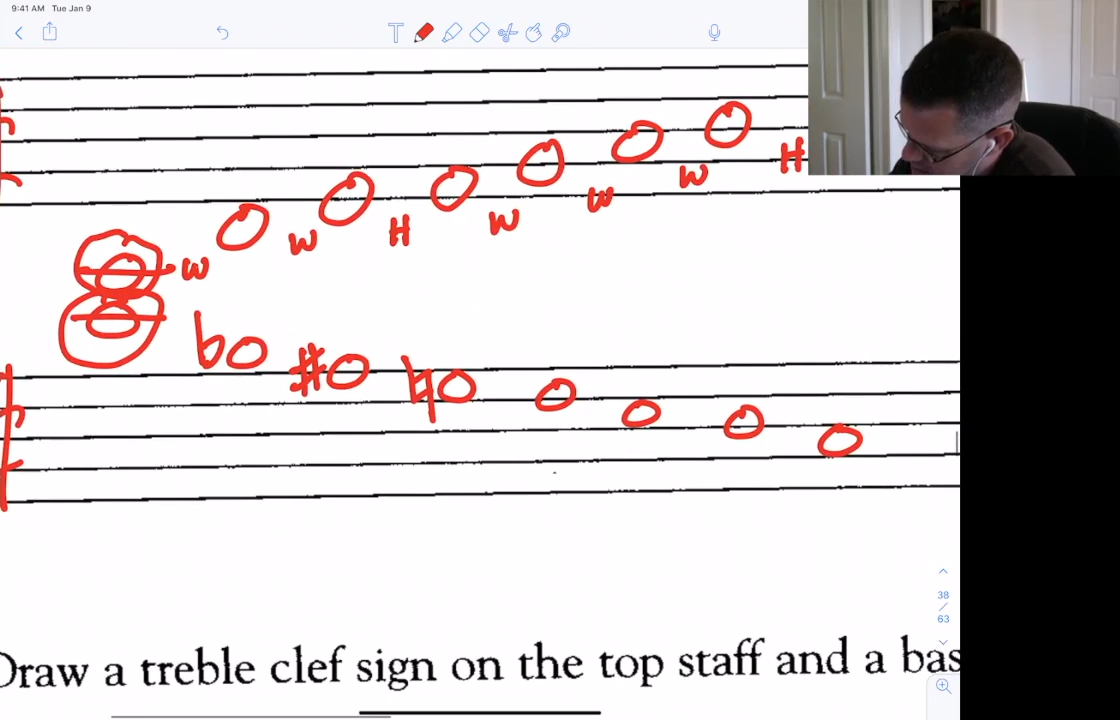 9:41 AM Tue Jan 9
T
H
W
W
W
H
W
W
38
/
63
Draw a treble clef sign on the top staff and a bas